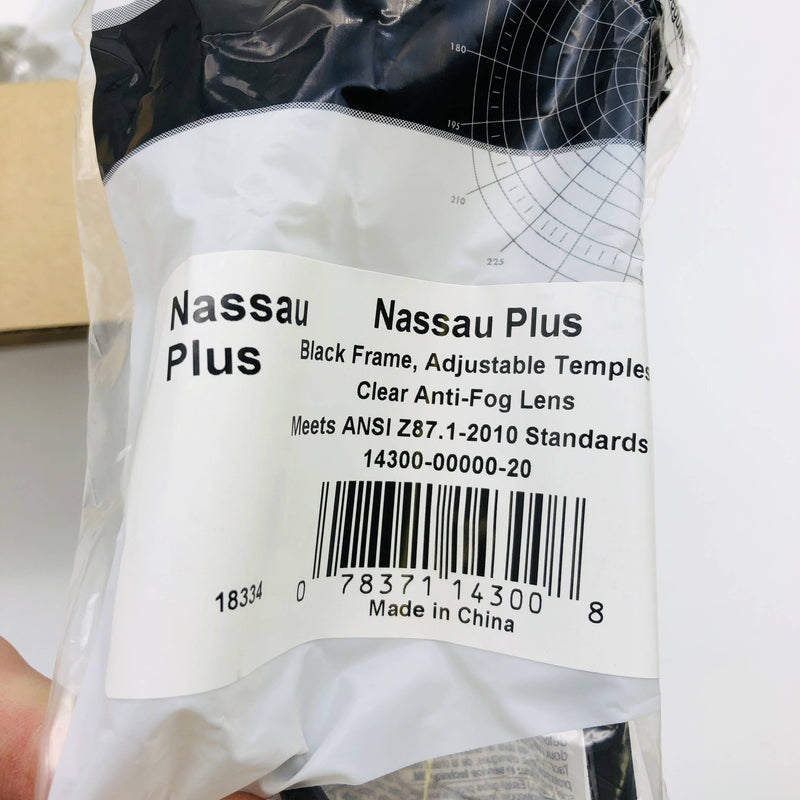 180
195
210
225
Nassau
Plus
Nassau Plus
Black Frame, Adjustable Temples
Clear Anti-Fog Lens
Meets ANSI Z87.1-2010 Standards
14300-00000-20
18334
0 78371 14300 8
Made in China